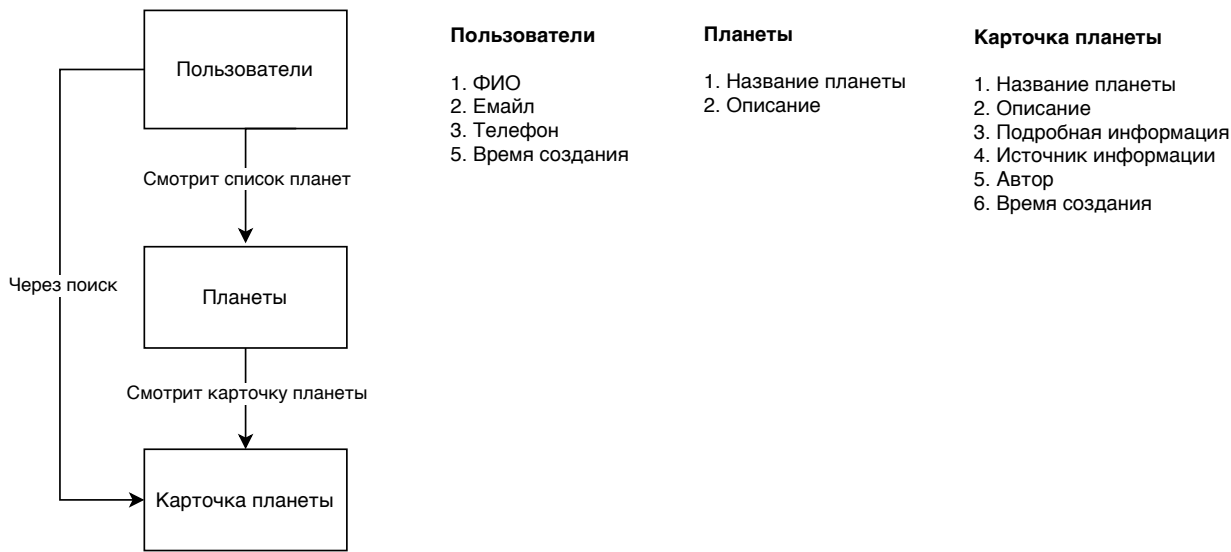 Пользователи
Смотрит список планет
Через поиск
Планеты
Смотрит карточку планеты
Карточка планеты
Пользователи
1. ФИО
2. Емайл
3. Телефон
5. Время создания
Планеты
1. Название планеты
2. Описание
Карточка планеты
1. Название планеты
2. Описание
3. Подробная информация
4. Источник информации
5. Автор
6. Время создания